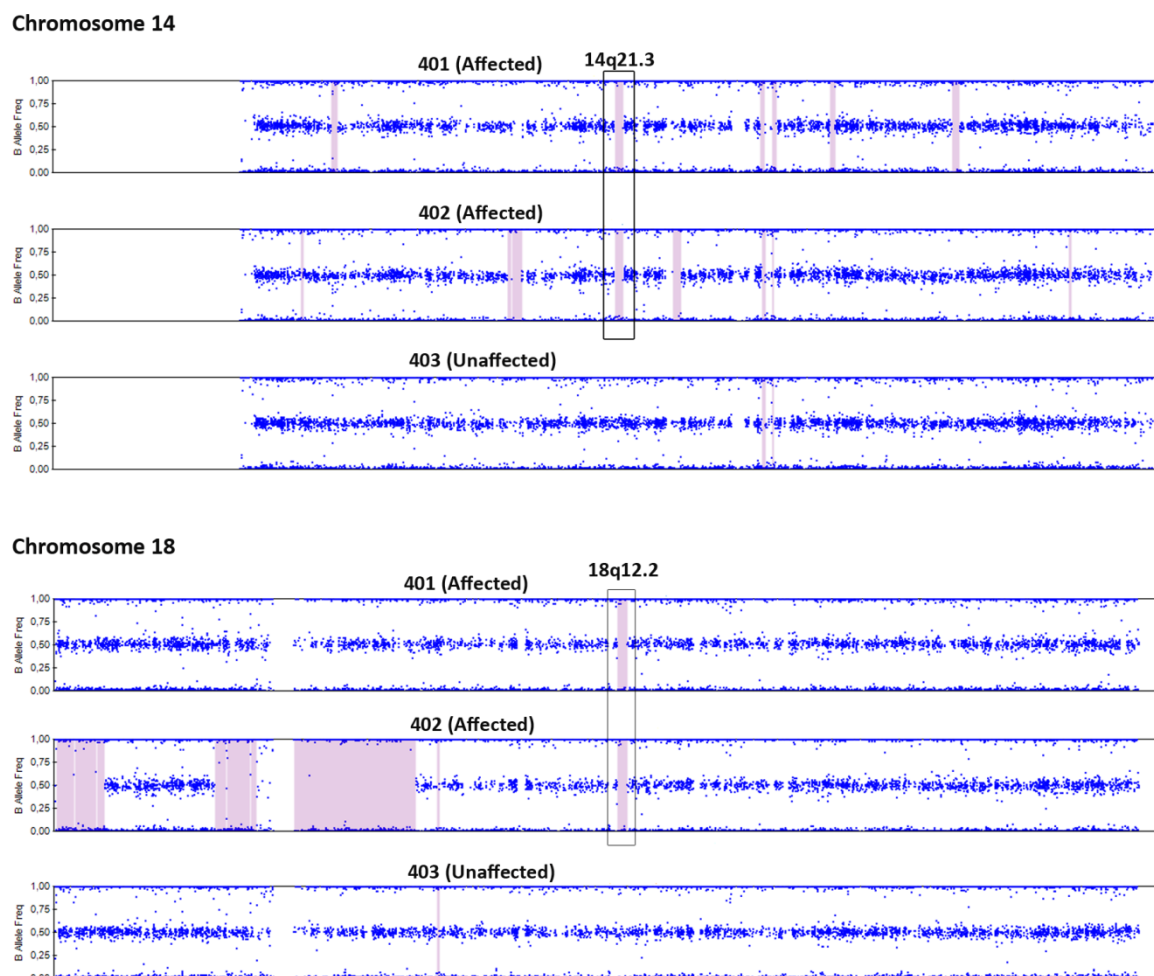 Chromosome 14
401 (Affected)
14q21.3
1,00
0,75
0,50
0,25
0,00
B Allele Freq
402 (Affected)
1,00
0,75
0,50
0,25
0,00
B Allele Freq
403 (Unaffected)
1,00
0,75
0,50
0,25
0,00
B Allele Freq
Chromosome 18
401 (Affected)
18q12.2
1,00
0,75
0,50
0,25
0,00
B Allele Freq
402 (Affected)
1,00
0,75
0,50
0,25
0,00
B Allele Freq
403 (Unaffected)
1,00
0,75
0,50
0,25
B Allele Freq